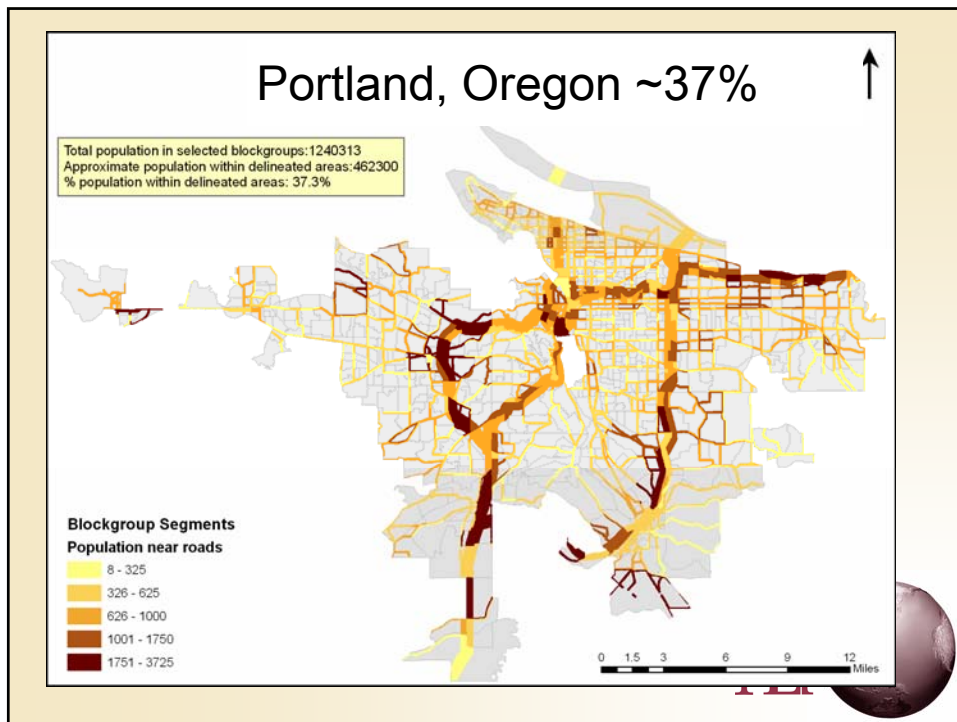 Portland, Oregon ~37%
Total population in selected blockgroups:1240313
Approximate population within delineated areas:462300
% population within delineated areas: 37.3%
Blockgroup Segments
Population near roads
8 - 325
326 - 625
626 - 1000
1001 - 1750
1751 - 3725
0 1.5 3 6 9 12
Miles